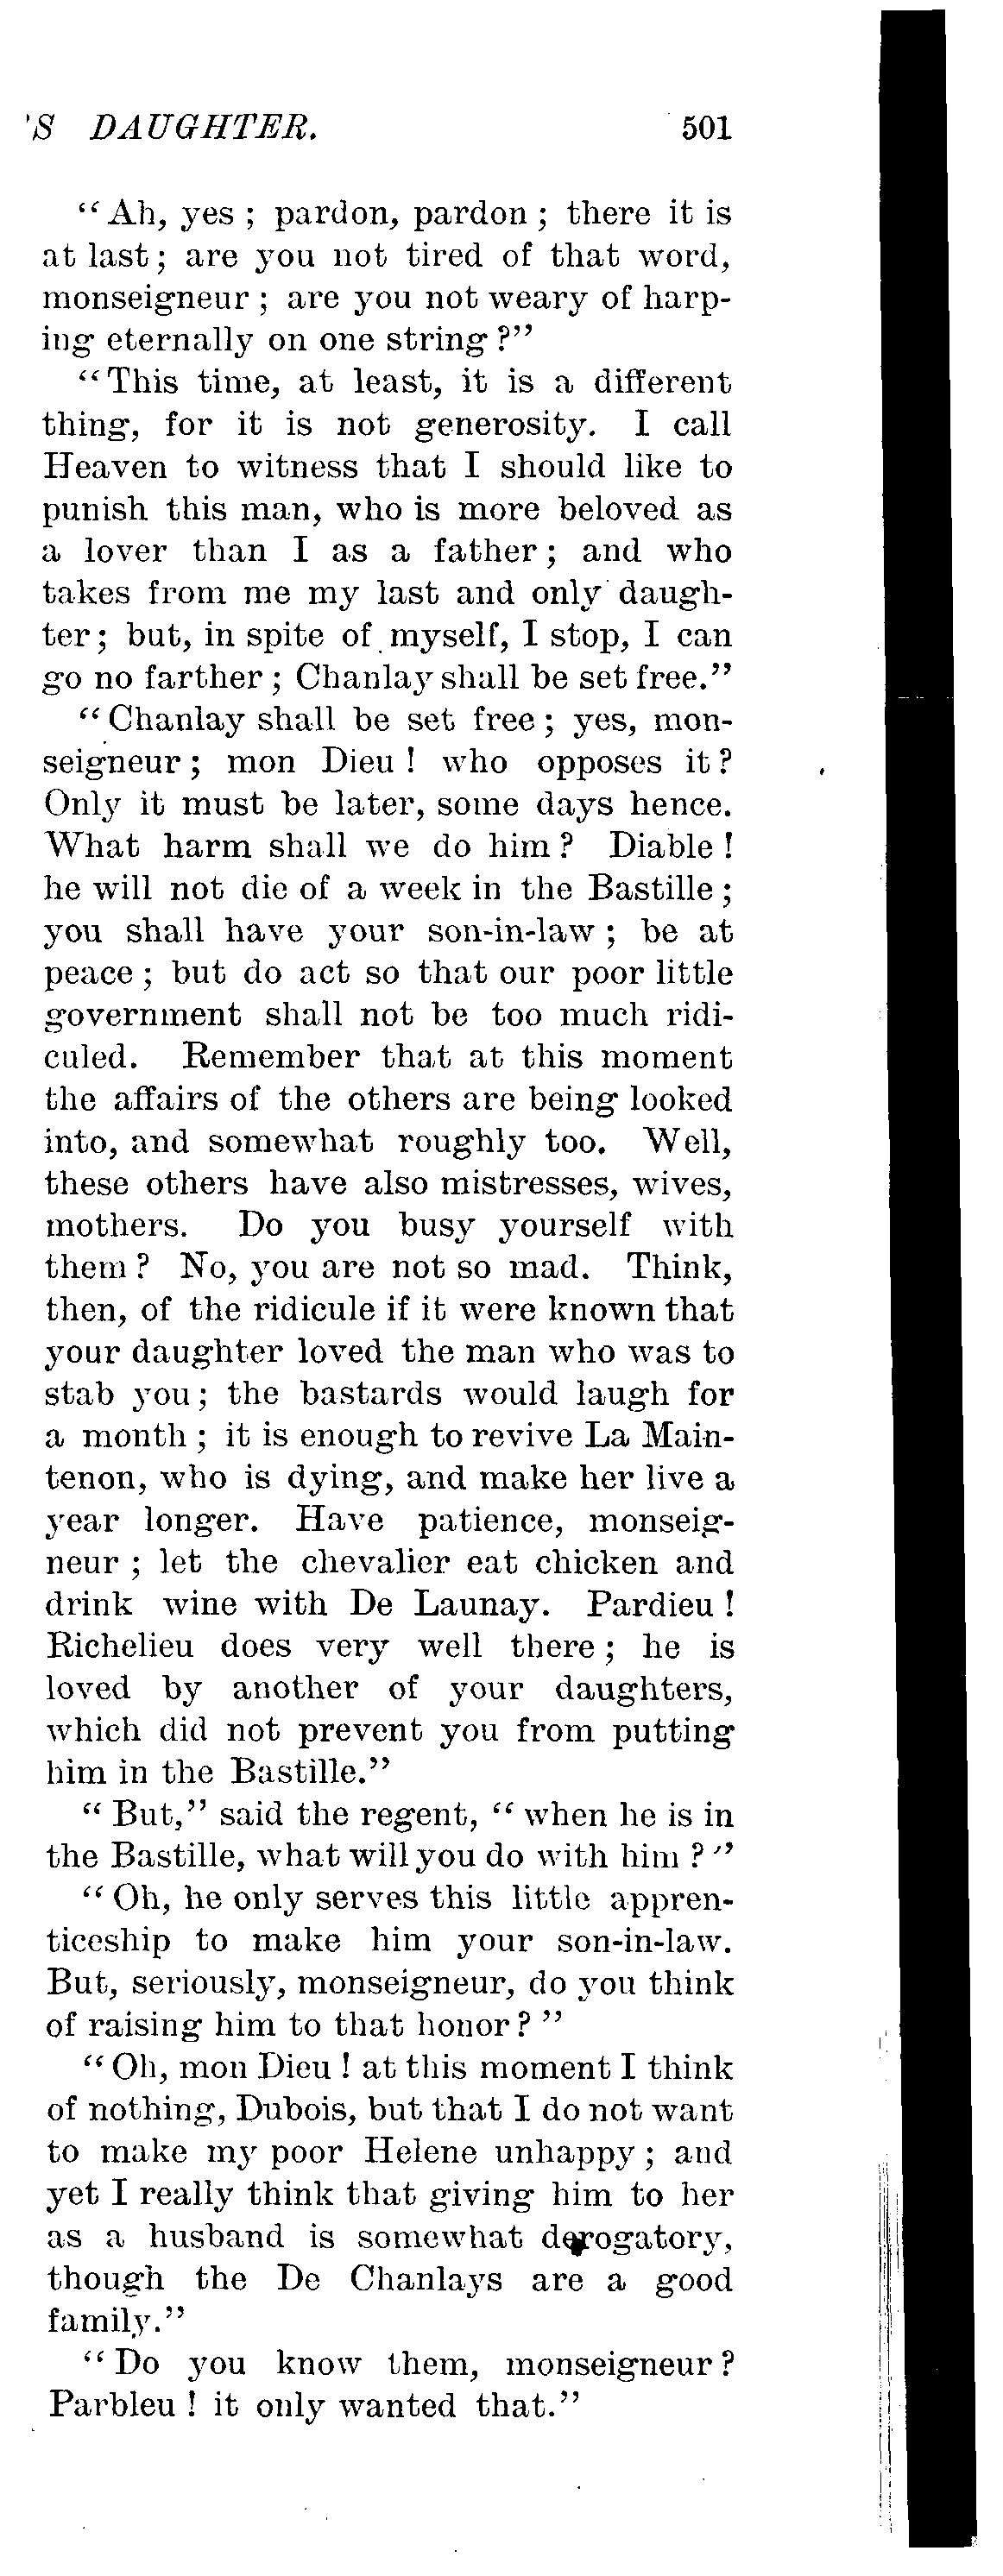 'S DAUGHTER. 501
“Ah, yes ; pardon, pardon ; there it is
at last ; are you not tired of that word,
monseigneur ; are you not weary of harp-
ing eternally on one string ?”
“This time, at least, it is a different
thing, for it is not generosity. I call
Heaven to witness that I should like to
punish this man, who is more beloved as
a lover than I as a father ; and who
takes from me my last and only daugh-
ter ; but, in spite of myself, I stop, I can
go no farther ; Chanlay shall be set free.”
“Chanlay shall be set free ; yes, mon-
seigneur ; mon Dieu ! who opposes it ?
Only it must be later, some days hence.
What harm shall we do him ? Diable !
he will not die of a week in the Bastille ;
you shall have your son-in-law ; be at
peace ; but do act so that our poor little
government shall not be too much ridi-
culed. Remember that at this moment
the affairs of the others are being looked
into, and somewhat roughly too. Well,
these others have also mistresses, wives,
mothers. Do you busy yourself with
them ? No, you are not so mad. Think,
then, of the ridicule if it were known that
your daughter loved the man who was to
stab you ; the bastards would laugh for
a month ; it is enough to revive La Main-
tenon, who is dying, and make her live a
year longer. Have patience, monseig-
neur ; let the chevalier eat chicken and
drink wine with De Launay. Pardieu !
Richelieu does very well there ; he is
loved by another of your daughters,
which did not prevent you from putting
him in the Bastille.”
“ But,” said the regent, “ when he is in
the Bastille, what will you do with him ? ”
“ Oh, he only serves this little appren-
ticeship to make him your son-in-law.
But, seriously, monseigneur, do you think
of raising him to that honor ? ”
“ Oh, mon Dieu ! at this moment I think
of nothing, Dubois, but that I do not want
to make my poor Helene unhappy ; and
yet I really think that giving him to her
as a husband is somewhat derogatory,
though the De Chanlays are a good
family.”
“ Do you know them, monseigneur ?
Parbleu ! it only wanted that.”